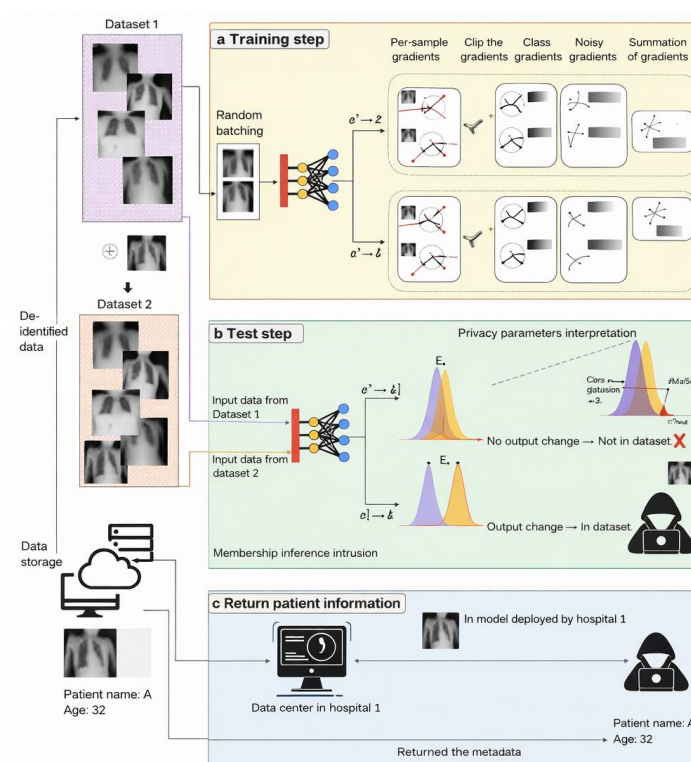 Dataset 1
a Training step
Per-sample gradients
Clip the gradients
Class gradients
Noisy gradients
Summation of gradients
Random batching
De-identified data
Dataset 2
b Test step
Privacy parameters interpretation
Input data from Dataset 1
Input data from dataset 2
E.
No output change → Not in dataset.
E.
Output change → In dataset.
Membership inference intrusion
Data storage
c Return patient information
In model deployed by hospital 1
Data center in hospital 1
Patient name: A
Age: 32
Patient name: A
Age: 32
Returned the metadata